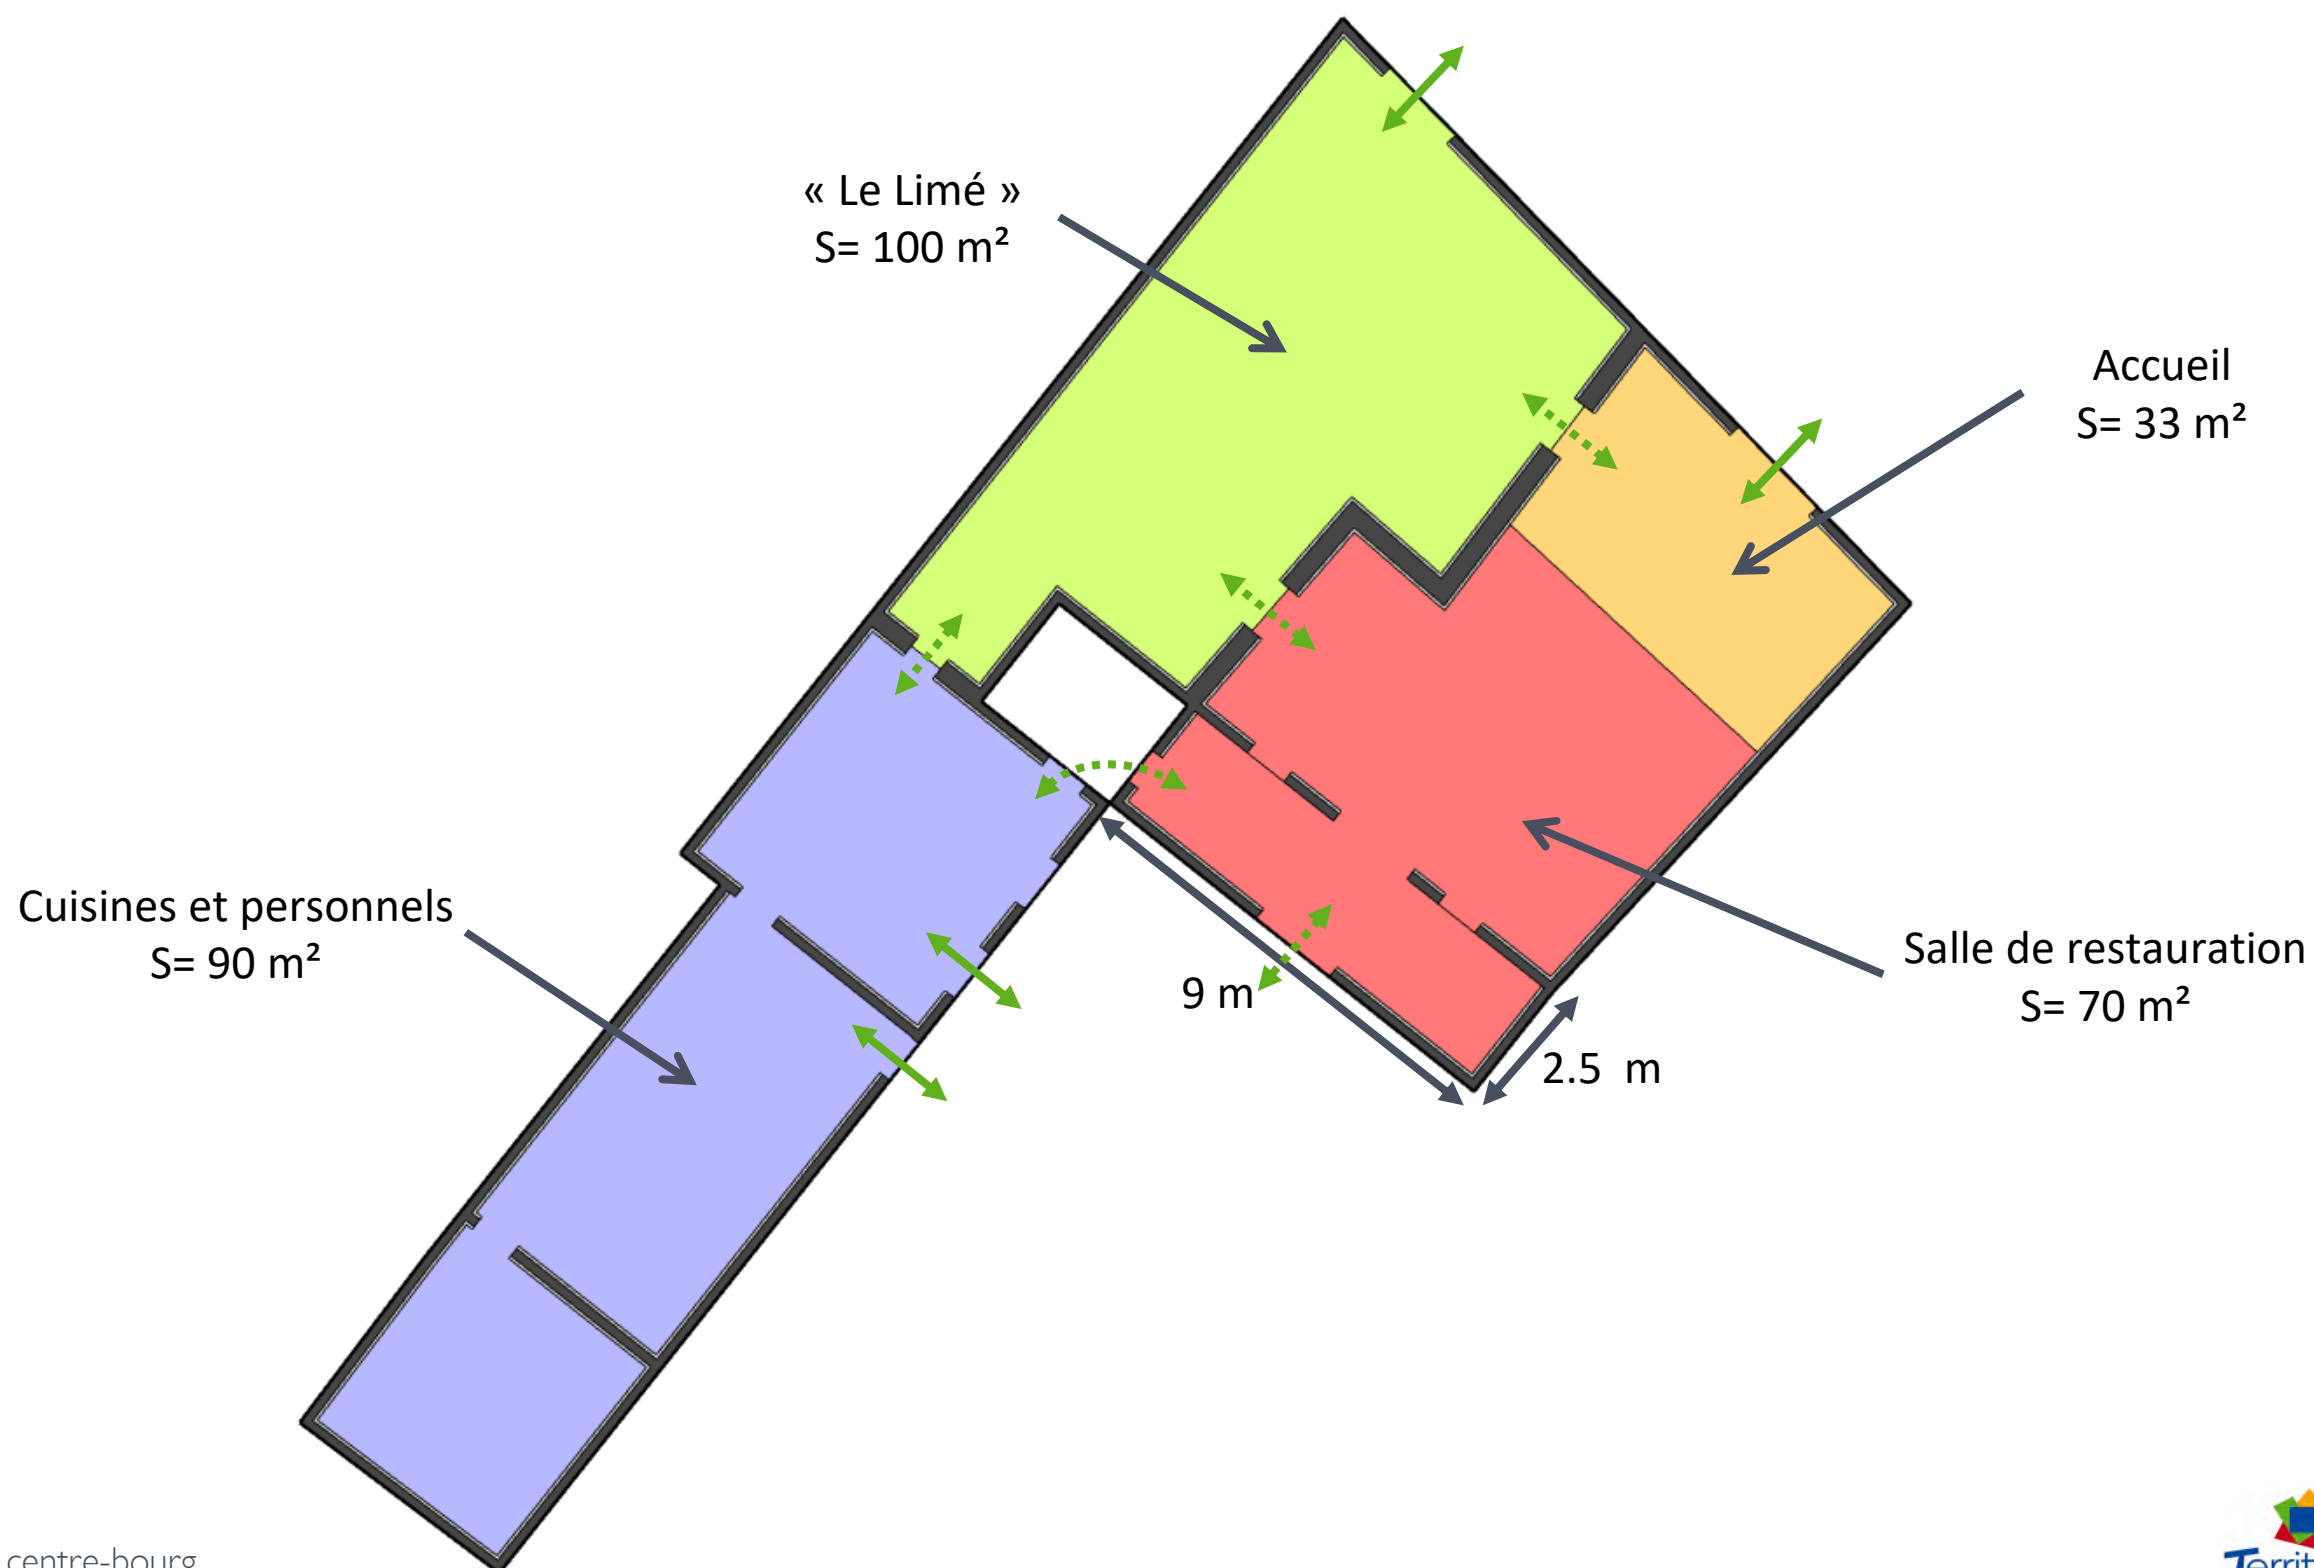 « Le Limé »
S= 100 m²
Accueil
S= 33 m²
Cuisines et personnels
S= 90 m²
Salle de restauration
S= 70 m²
9 m
2.5  m
centre-bourg